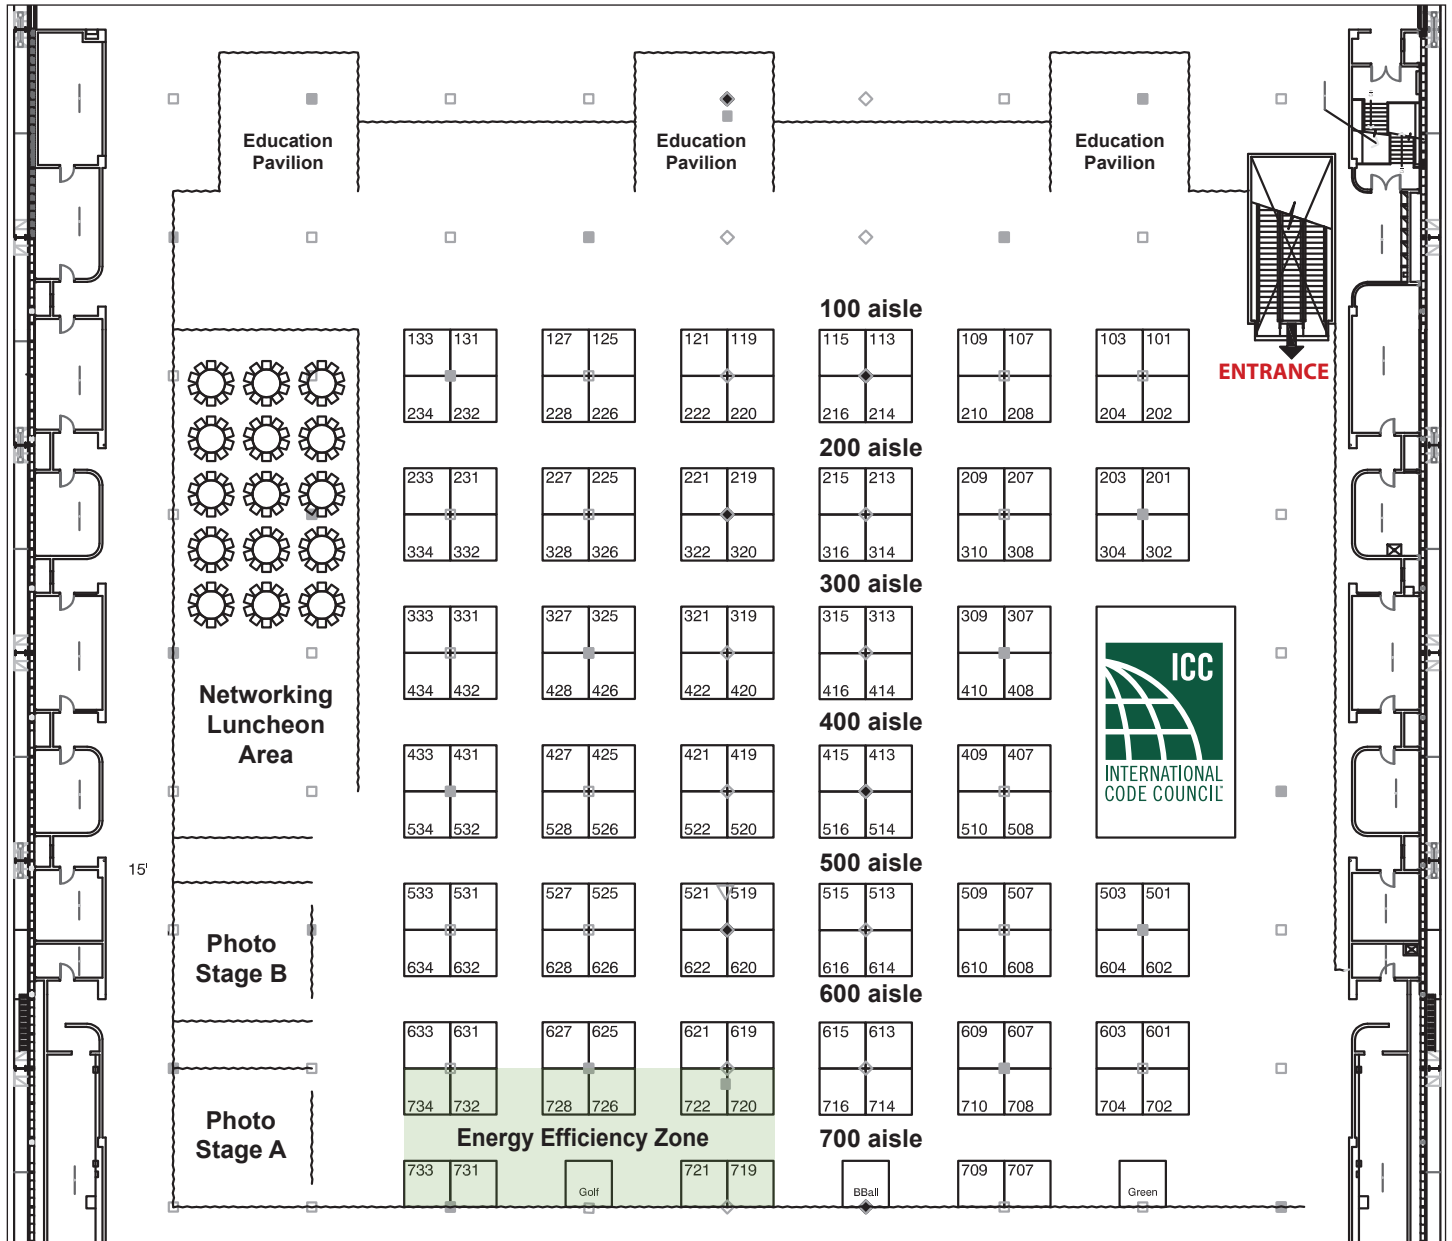 Education
Pavilion
Education
Pavilion
Education
Pavilion
100 aisle
133 131 127 125 121 119 115 113 109 107 103 101
ENTRANCE
234 232 228 226 222 220 216 214 210 208 204 202
200 aisle
233 231 227 225 221 219 215 213 209 207 203 201
334 332 328 326 322 320 316 314 310 308 304 302
300 aisle
333 331 327 325 321 319 315 313 309 307
ICC
434 432 428 426 422 420 416 414 410 408
Networking
Luncheon
Area
400 aisle
433 431 427 425 421 419 415 413 409 407
INTERNATIONAL
CODE COUNCIL
534 532 528 526 522 520 516 514 510 508
500 aisle
15'
533 531 527 525 521 519 515 513 509 507 503 501
Photo
Stage B
634 632 628 626 622 620 616 614 610 608 604 602
600 aisle
633 631 627 625 621 619 615 613 609 607 603 601
734 732 728 726 722 720 716 714 710 708 704 702
Photo
Stage A
Energy Efficiency Zone
700 aisle
733 731 Golf 721 719 BBall 709 707 Green